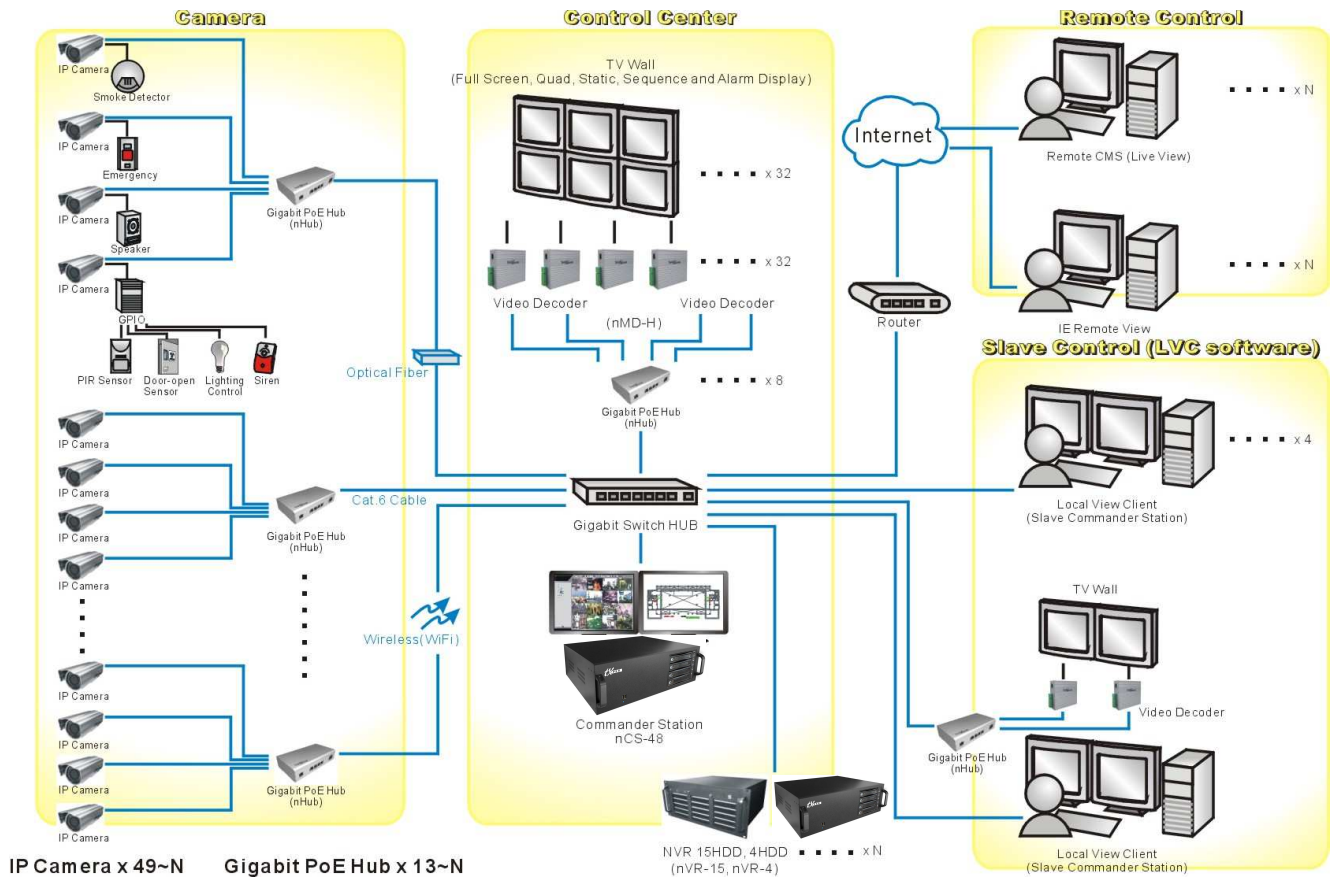 Camera
IP Camera
Smoke Detector
IP Camera
Emergency
IP Camera
Speaker
IP Camera
GPIO
PIR Sensor
Door-open
Sensor
Lighting
Control
Siren
Gigabit PoE Hub
(nHub)
IP Camera
IP Camera
IP Camera
IP Camera
Gigabit PoE Hub
(nHub)
IP Camera
IP Camera
IP Camera
IP Camera
Gigabit PoE Hub
(nHub)
IP Camera x 49~N
Gigabit PoE Hub x 13~N
Optical Fiber
Cat.6 Cable
Wireless(WiFi)
Control Center
TV Wall
(Full Screen, Quad, Static, Sequence and Alarm Display)
x 32
x 32
Video Decoder
Video Decoder
(nMD-H)
x 8
Gigabit PoE Hub
(nHub)
Gigabit Switch HUB
Commander Station
nCS-48
NVR 15HDD, 4HDD
x N
(nVR-15, nVR-4)
Internet
Router
Remote Control
x N
Remote CMS (Live View)
x N
IE Remote View
Slave Control (LVC software)
x 4
Local View Client
(Slave Commander Station)
TV Wall
Video Decoder
Gigabit PoE Hub
(nHub)
Local View Client
(Slave Commander Station)